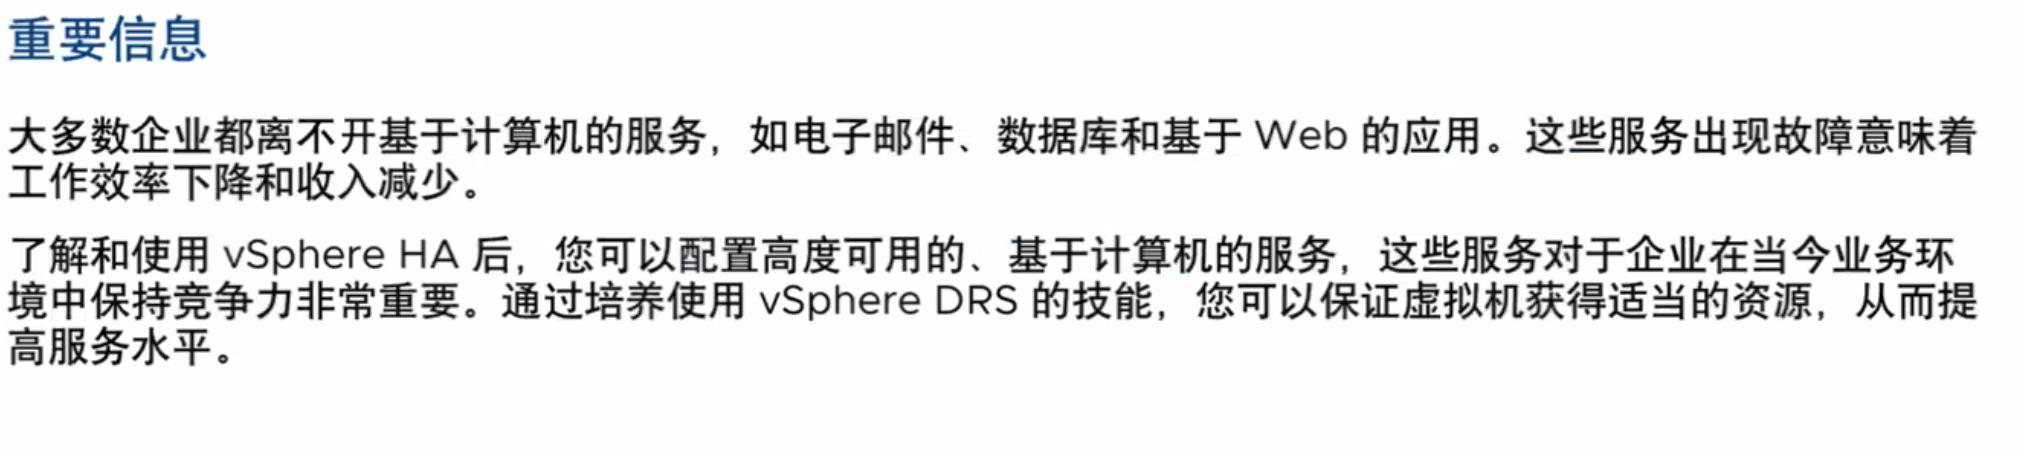 重要信息
大多数企业都离不开基于计算机的服务，如电子邮件、数据库和基于 Web 的应用。这些服务出现故障意味着
工作效率下降和收入减少。
了解和使用 vSphere HA 后，您可以配置高度可用的、基于计算机的服务，这些服务对于企业在当今业务环
境中保持竞争力非常重要。通过培养使用 vSphere DRS 的技能，您可以保证虚拟机获得适当的资源，从而提
高服务水平。